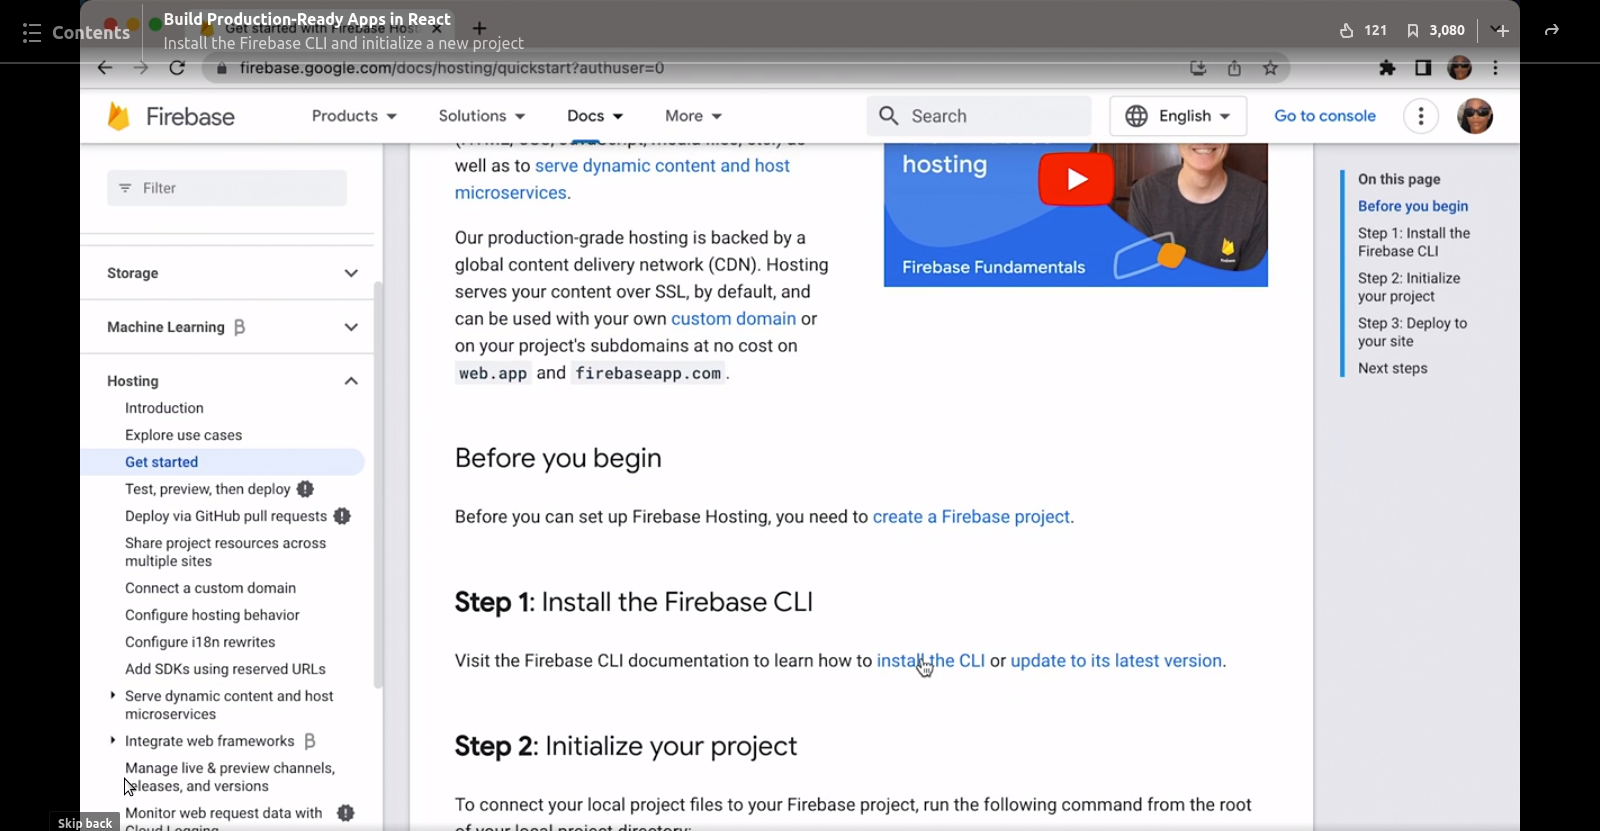 Contents
Build Production-Ready Apps in React
Install the Firebase CLI and initialize a new project
Get started with Firebase Host
121
3,080
firebase.google.com/docs/hosting/quickstart?authuser=0
Firebase
Products
Solutions
Docs
More
Search
English
Go to console
Filter
Storage
Machine Learning β
Hosting
Introduction
Explore use cases
Get started
Test, preview, then deploy
Deploy via GitHub pull requests
Share project resources across
multiple sites
Connect a custom domain
Configure hosting behavior
Configure i18n rewrites
Add SDKs using reserved URLs
Serve dynamic content and host
microservices
Integrate web frameworks β
Manage live & preview channels,
releases, and versions
Monitor web request data with
Cloud Logging
Skip back
(HTML, CSS, JavaScript, media files, etc.) as
well as to serve dynamic content and host
microservices.
Our production-grade hosting is backed by a
global content delivery network (CDN). Hosting
serves your content over SSL, by default, and
can be used with your own custom domain or
on your project's subdomains at no cost on
web.app and firebaseapp.com.
hosting
Firebase Fundamentals
Before you begin
Before you can set up Firebase Hosting, you need to create a Firebase project.
Step 1: Install the Firebase CLI
Visit the Firebase CLI documentation to learn how to install the CLI or update to its latest version.
Step 2: Initialize your project
To connect your local project files to your Firebase project, run the following command from the root
of your local project directory:
On this page
Before you begin
Step 1: Install the
Firebase CLI
Step 2: Initialize
your project
Step 3: Deploy to
your site
Next steps